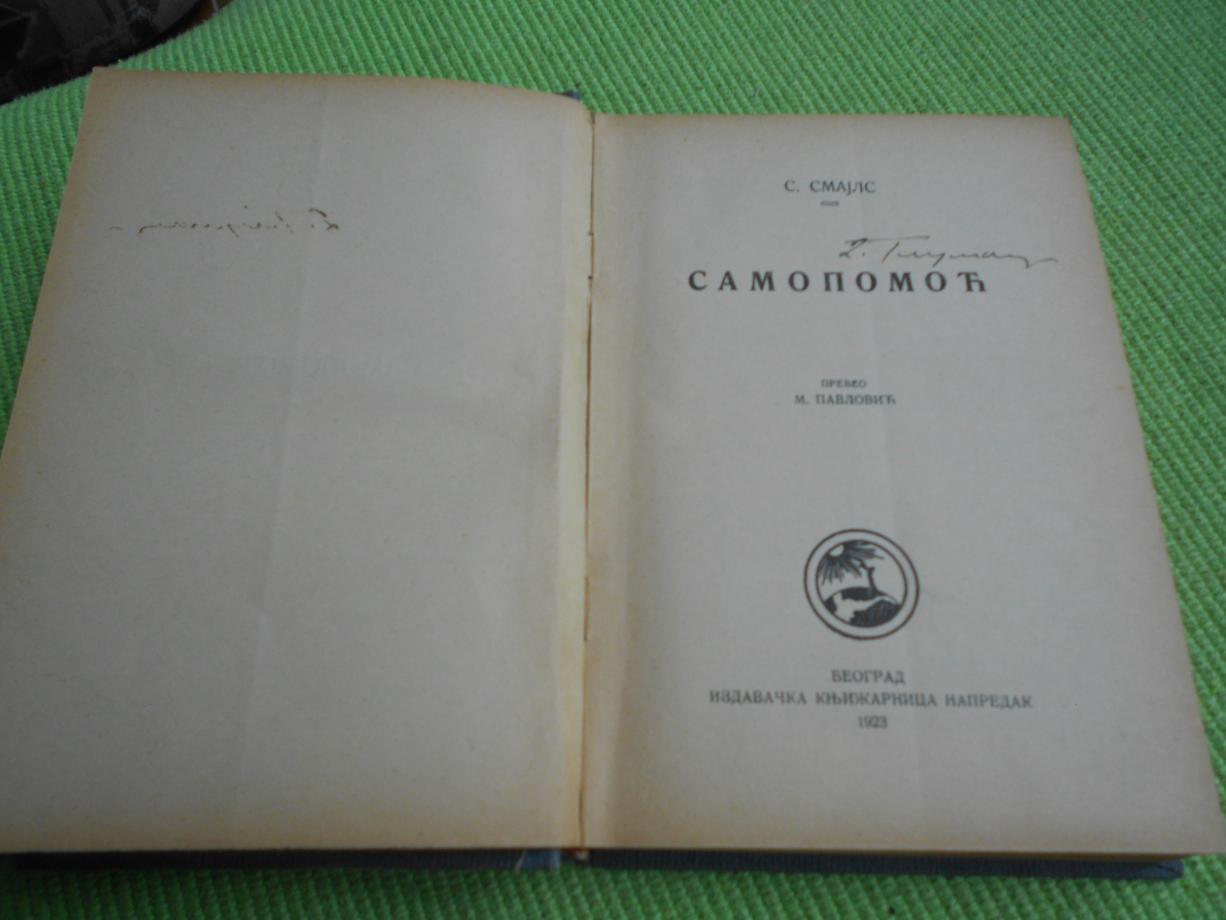 С. СМАЈЛС
САМОПОМОЋ
ПРЕВЕО
М. ПАВЛОВИЋ
БЕОГРАД
ИЗДАВАЧКА КЊИЖАРНИЦА НАПРЕДАК
1923